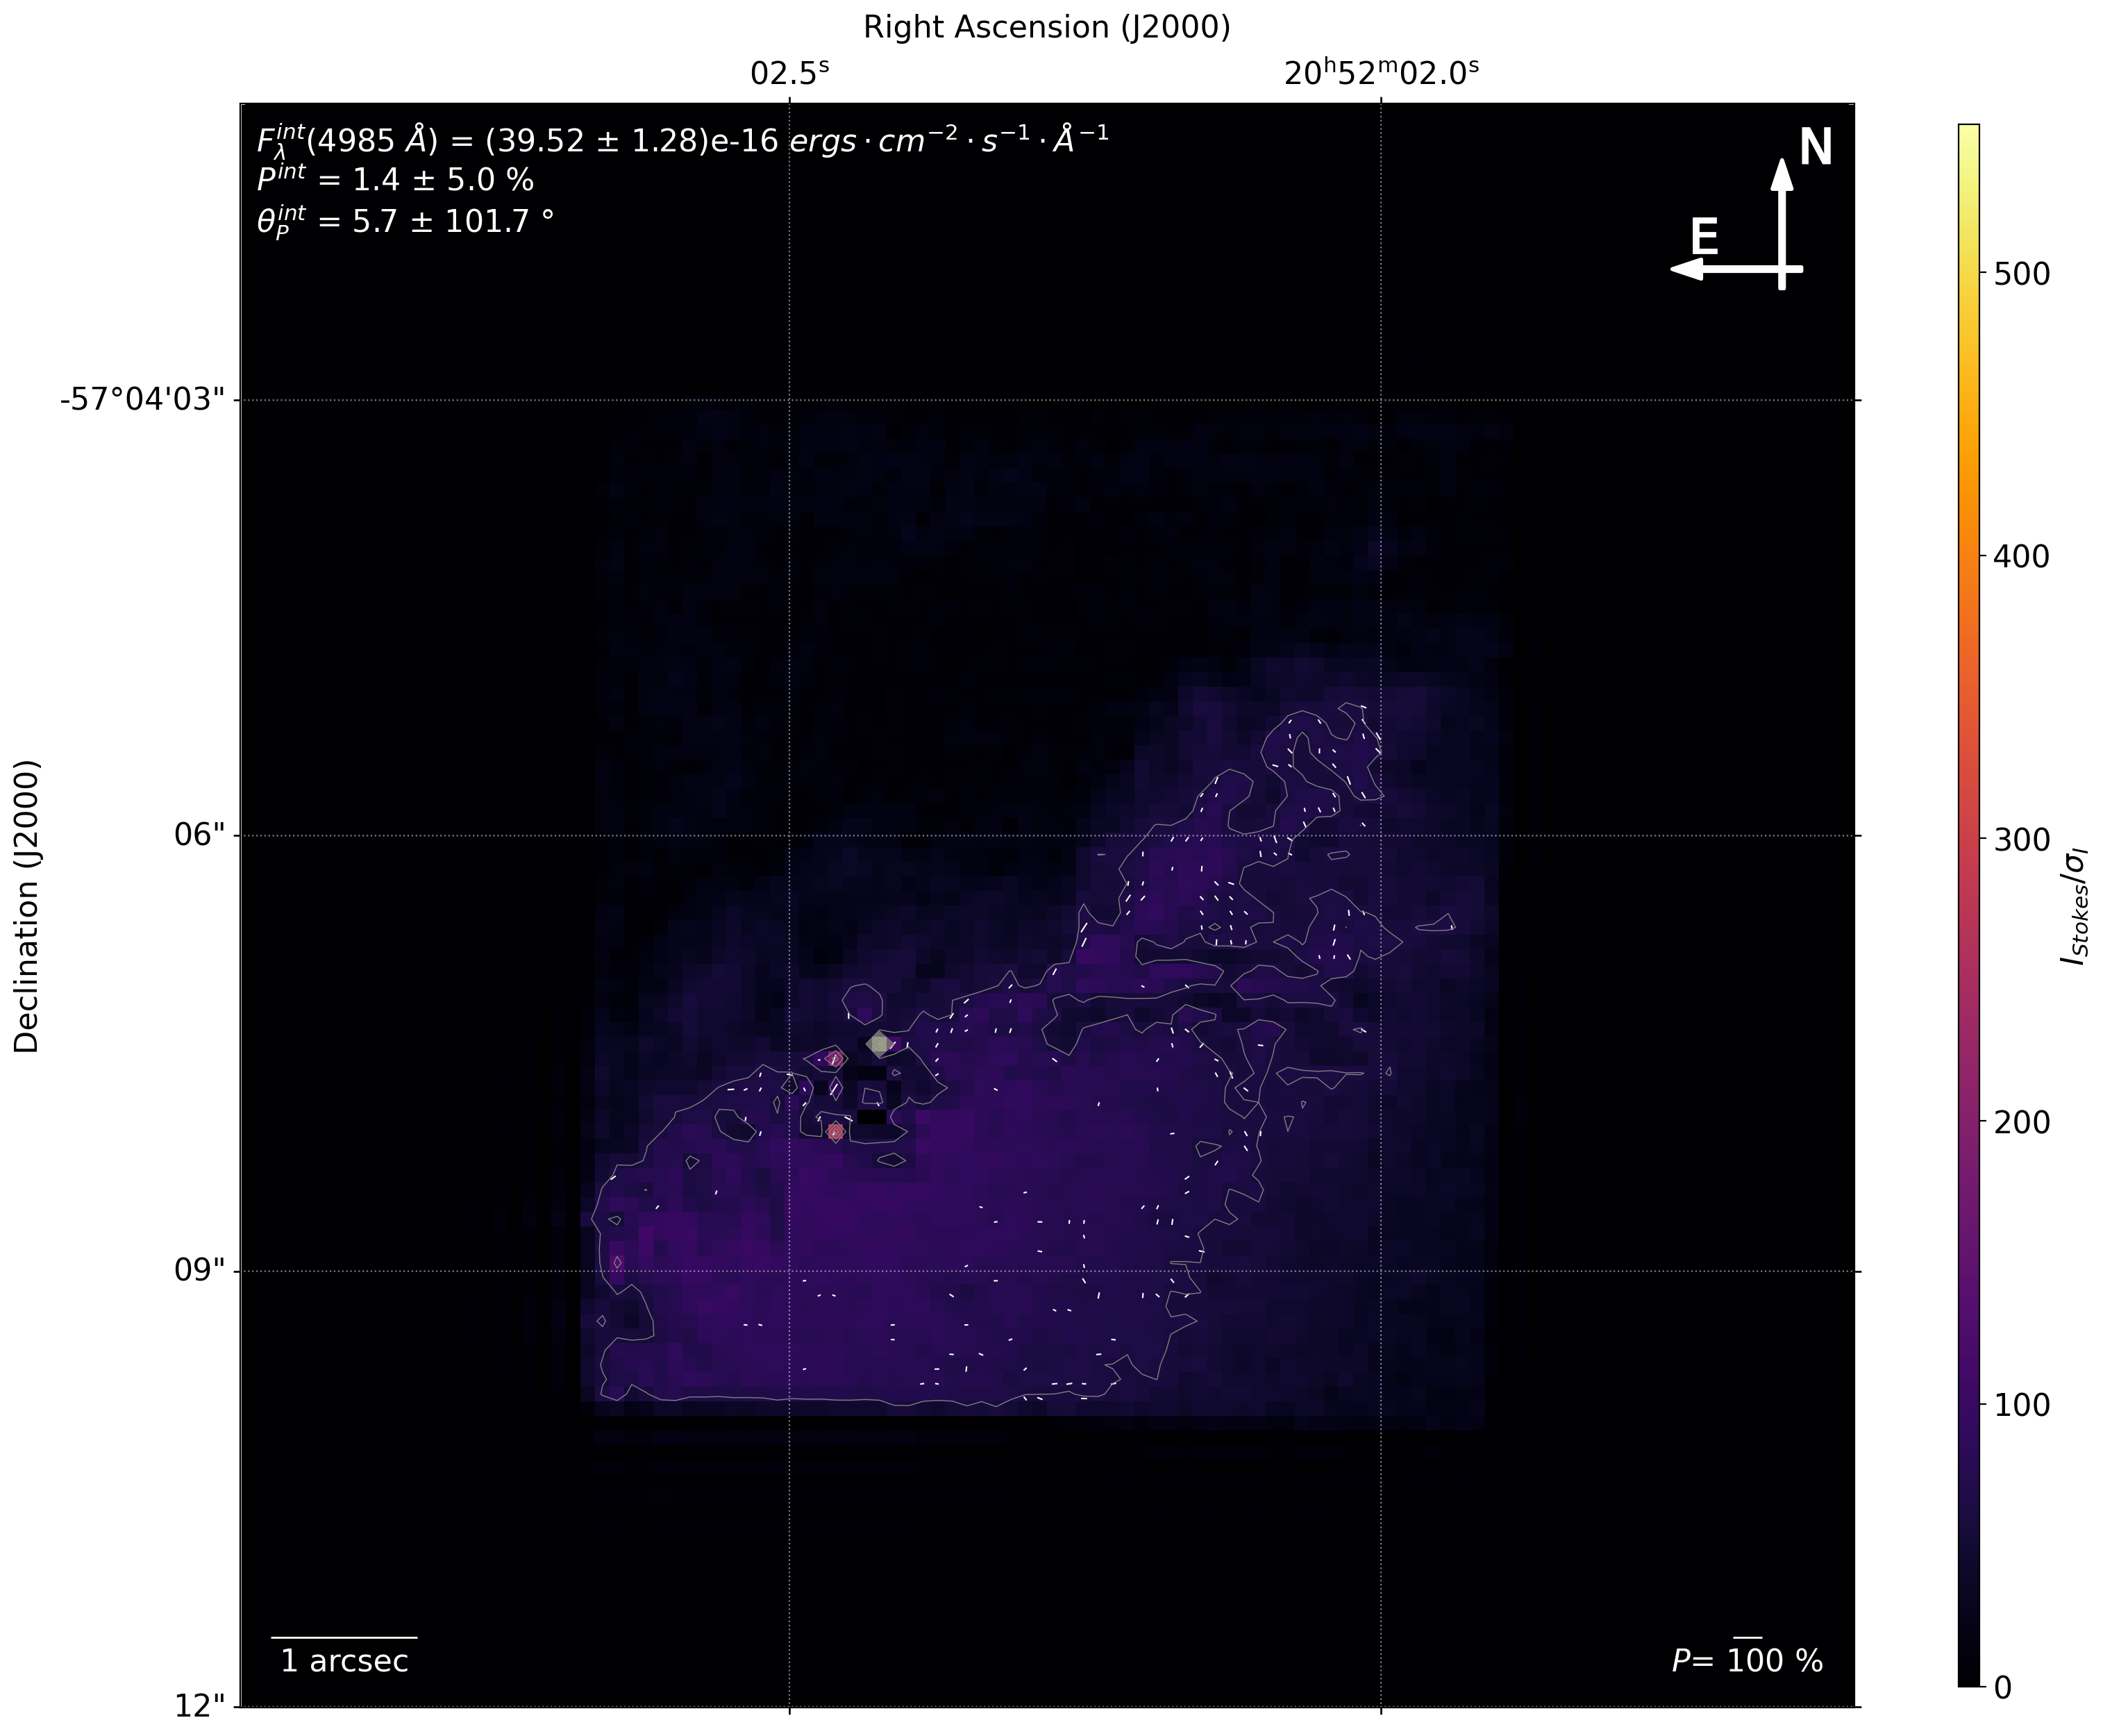 Right Ascension (J2000)
02.5ˢ 20ʰ52ᵐ02.0ˢ
F_λ^int(4985 Å) = (39.52 ± 1.28)e-16 ergs · cm⁻² · s⁻¹ · Å⁻¹
P^int = 1.4 ± 5.0 %
θ_P^int = 5.7 ± 101.7 °
N
E
-57°04'03"
06"
09"
12"
Declination (J2000)
1 arcsec
P= 100 %
500
400
300
200
100
0
I_Stokes/σ_I